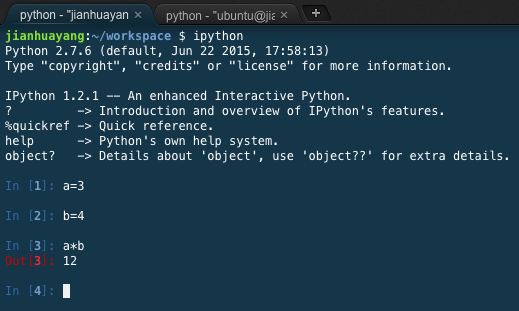 python - "jianhuayan × python - "ubuntu@jia × +
jianhuayang:~/workspace $ ipython
Python 2.7.6 (default, Jun 22 2015, 17:58:13)
Type "copyright", "credits" or "license" for more information.
IPython 1.2.1 -- An enhanced Interactive Python.
?         -> Introduction and overview of IPython's features.
%quickref -> Quick reference.
help      -> Python's own help system.
object?   -> Details about 'object', use 'object??' for extra details.
In [1]: a=3
In [2]: b=4
In [3]: a*b
Out[3]: 12
In [4]: